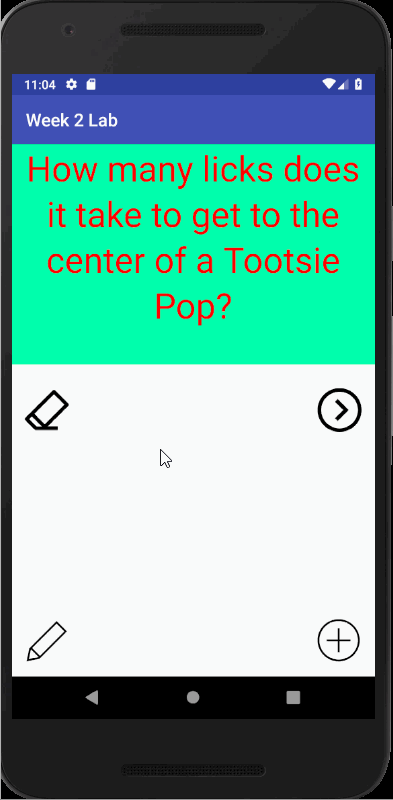 11:04
Week 2 Lab
How many licks does
it take to get to the
center of a Tootsie
Pop?